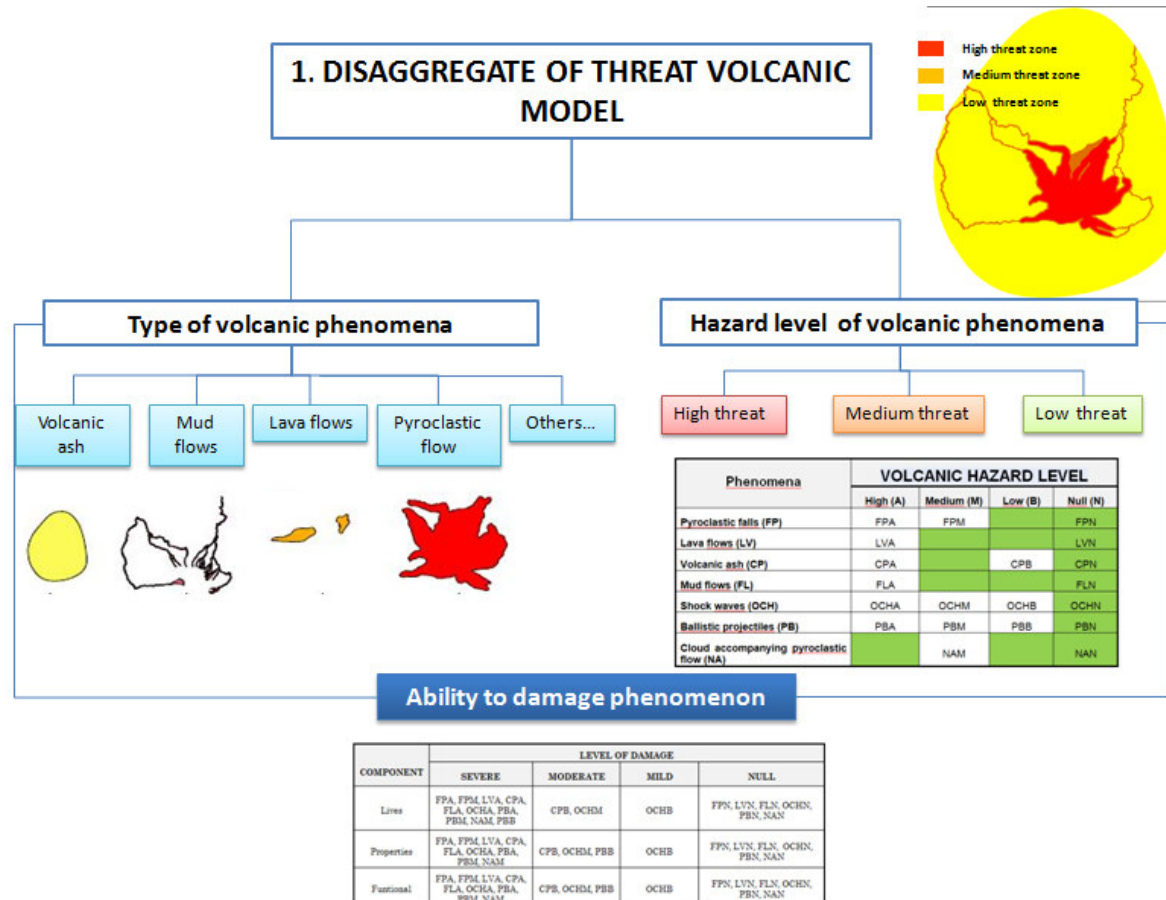 1. DISAGGREGATE OF THREAT VOLCANIC
MODEL
High threat zone
Medium threat zone
Low threat zone
Type of volcanic phenomena
Volcanic
ash
Mud
flows
Lava flows
Pyroclastic
flow
Others...
Hazard level of volcanic phenomena
High threat
Medium threat
Low threat
Phenomena VOLCANIC HAZARD LEVEL
High (A) Medium (M) Low (B) Null (N)
Pyroclastic falls (FP) FPA FPM FPN
Lava flows (LV) LVA LVN
Volcanic ash (CP) CPA CPB CPN
Mud flows (FL) FLA FLN
Shock waves (OCH) OCHA OCHM OCHB OCHN
Ballistic projectiles (PB) PBA PBM PBB PBN
Cloud accompanying pyroclastic
flow (NA) NAM NAN
Ability to damage phenomenon
COMPONENT LEVEL OF DAMAGE
SEVERE MODERATE MILD NULL
Lives
FPA, FPM, LVA, CPA,
FLA, OCHA, PBA,
PBM, NAM, PBB
CPB, OCHM
OCHB
FPN, LVN, FLN, OCHN,
PBN, NAN
Properties
FPA, FPM, LVA, CPA,
FLA, OCHA, PBA,
PBM, NAM
CPB, OCHM, PBB
OCHB
FPN, LVN, FLN, OCHN,
PBN, NAN
Funtional
FPA, FPM, LVA, CPA,
FLA, OCHA, PBA,
PBM, NAM
CPB, OCHM, PBB
OCHB
FPN, LVN, FLN, OCHN,
PBN, NAN